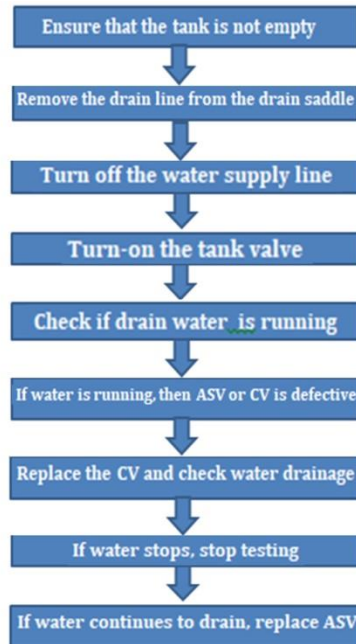 Ensure that the tank is not empty
Remove the drain line from the drain saddle
Turn off the water supply line
Turn-on the tank valve
Check if drain water is running
If water is running, then ASV or CV is defective
Replace the CV and check water drainage
If water stops, stop testing
If water continues to drain, replace ASV